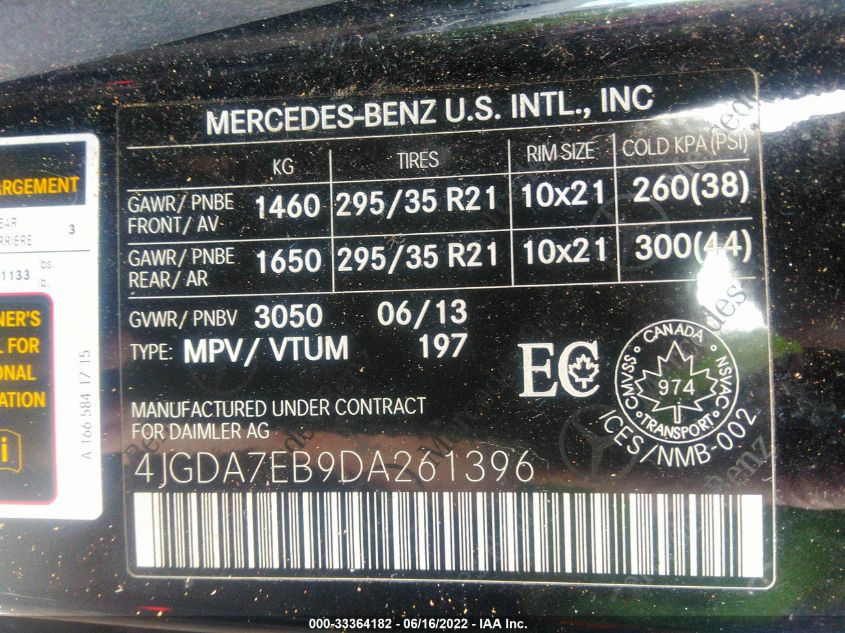 MERCEDES-BENZ U.S. INTL., INC
KG TIRES RIM SIZE COLD KPA(PSI)
GAWR/ PNBE FRONT/ AV 1460 295/35 R21 10x21 260(38)
GAWR/ PNBE REAR/ AR 1650 295/35 R21 10x21 300(44)
GVWR/ PNBV 3050 06/13
TYPE: MPV/ VTUM 197
EC
CANADA
974
TRANSPORT
CMVSS/
NSVAC
ICES/NMB-002
MANUFACTURED UNDER CONTRACT
FOR DAIMLER AG
4JGDA7EB9DA261396
ARGEMENT
3
1133
NER'S
FOR
ONAL
ATION
i
A 166 584 17 15
Mercedes-Benz
000-33364182 - 06/16/2022 - IAA Inc.